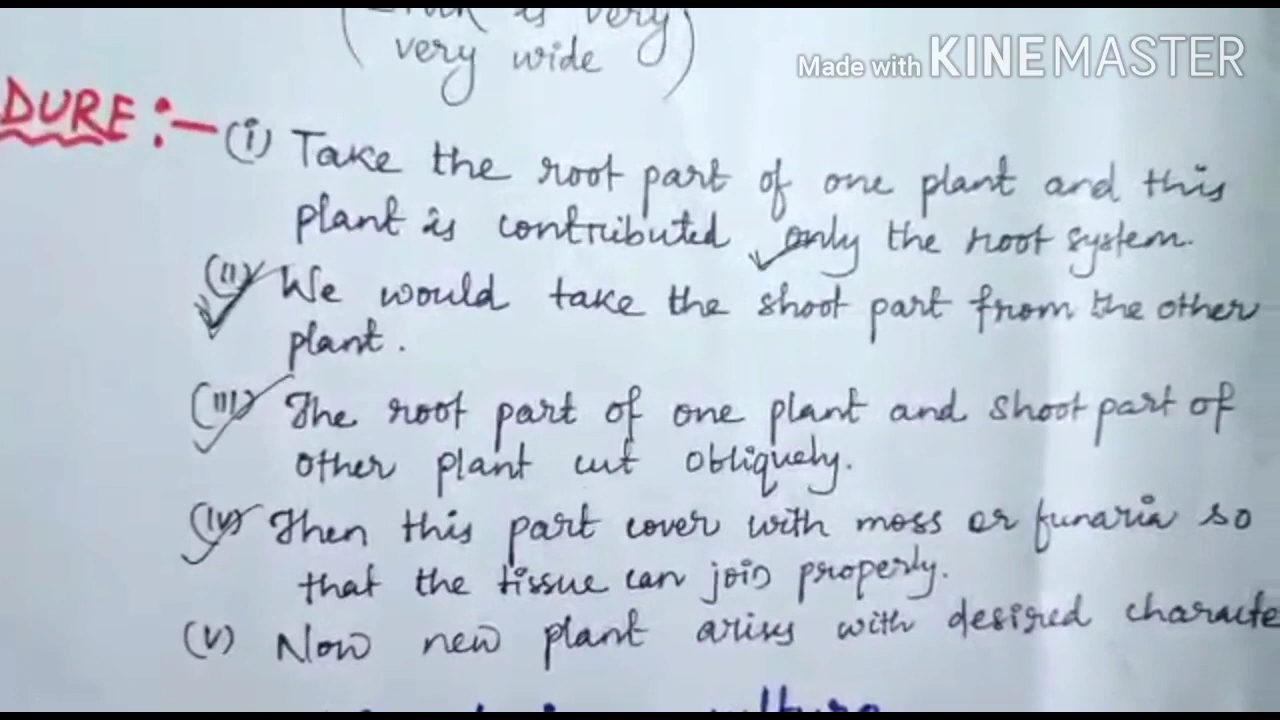 is very
very wide
Made with KINEMASTER
DURE :-
(i) Take the root part of one plant and this
plant is contributed only the root system.
(ii) We would take the shoot part from the other
plant.
(iii) The root part of one plant and shoot part of
other plant cut obliquely.
(iv) Then this part cover with moss or funaria so
that the tissue can join properly.
(v) Now new plant arises with desired characte